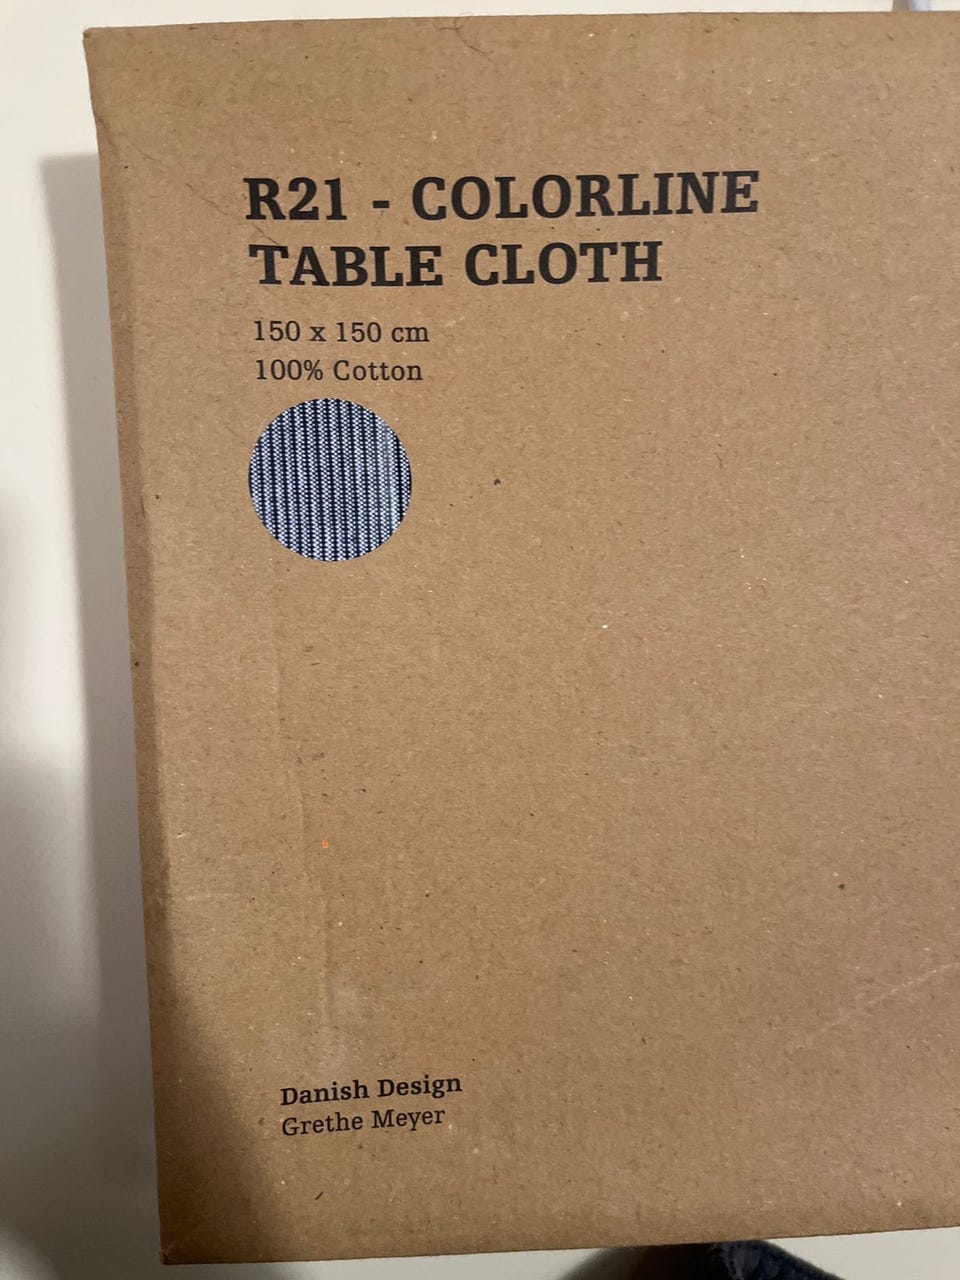 R21 - COLORLINE
TABLE CLOTH
150 x 150 cm
100% Cotton
Danish Design
Grethe Meyer